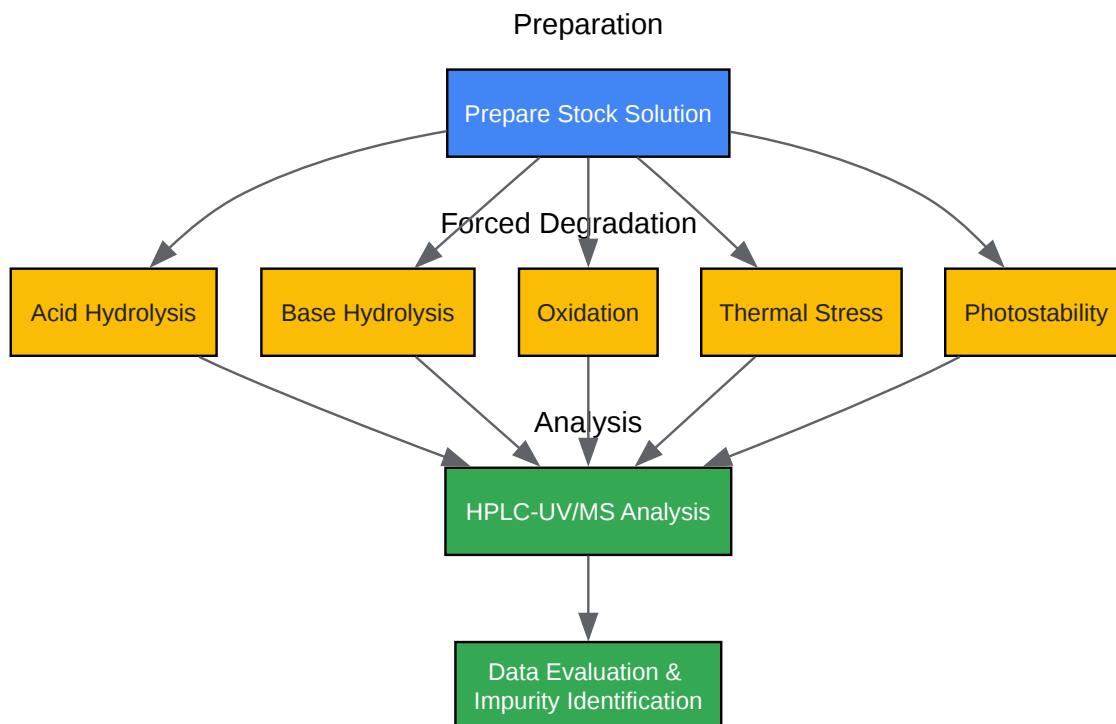 Preparation
Prepare Stock Solution
Forced Degradation
Acid Hydrolysis
Base Hydrolysis
Oxidation
Thermal Stress
Photostability
Analysis
HPLC-UV/MS Analysis
Data Evaluation &
Impurity Identification